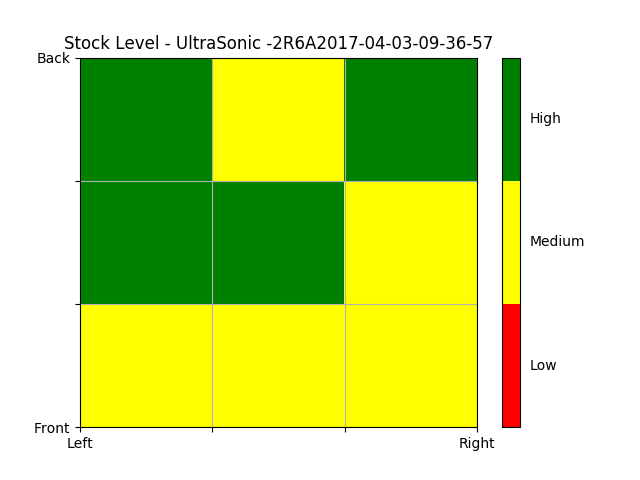 Stock Level - UltraSonic -2R6A2017-04-03-09-36-57
Back
High
Medium
Low
Front
Left
Right